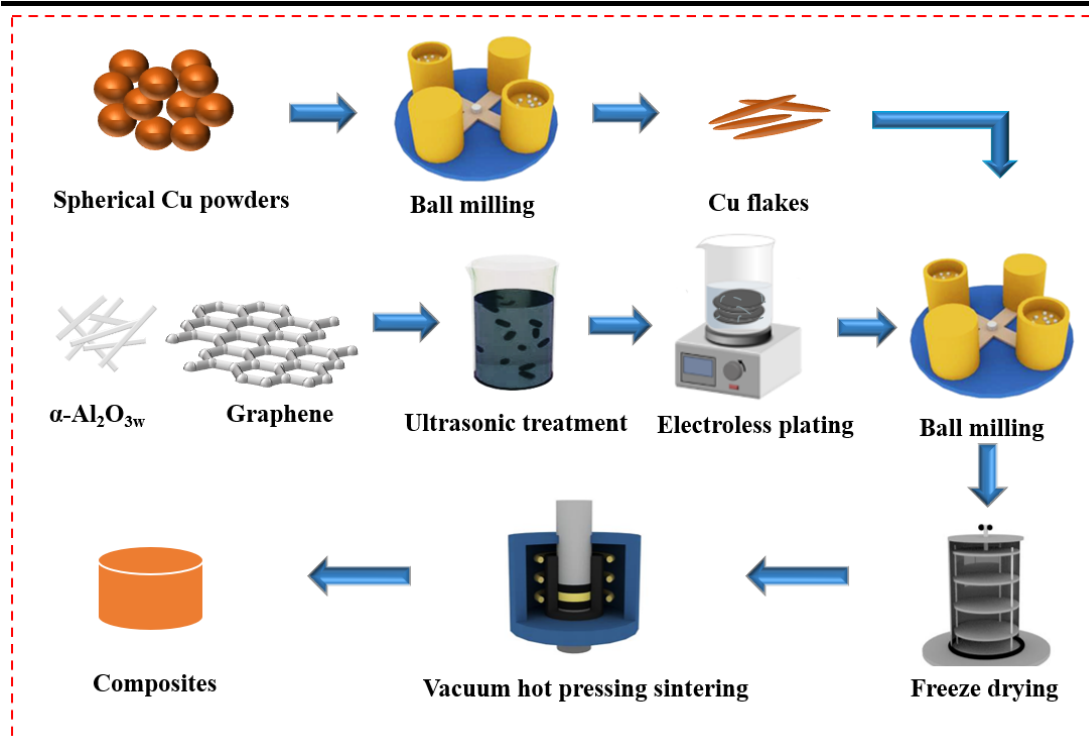 Spherical Cu powders
Ball milling
Cu flakes
α-Al₂O₃w
Graphene
Ultrasonic treatment
Electroless plating
Ball milling
Composites
Vacuum hot pressing sintering
Freeze drying